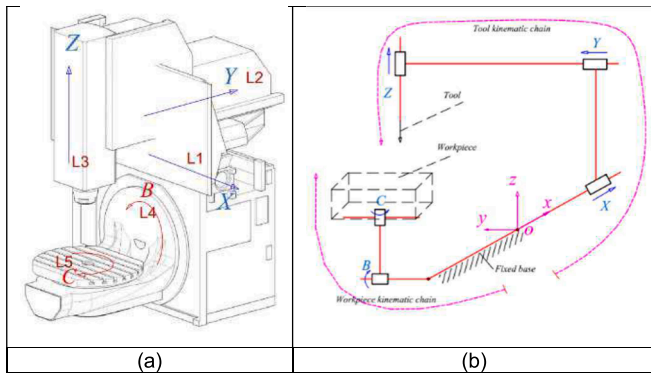 Z
Y
L2
L3
L1
X
B
L4
L5
C
(a)
Tool kinematic chain
Y
Z
Tool
Workpiece
C
z
x
X
y
o
B
Fixed base
Workpiece kinematic chain
(b)